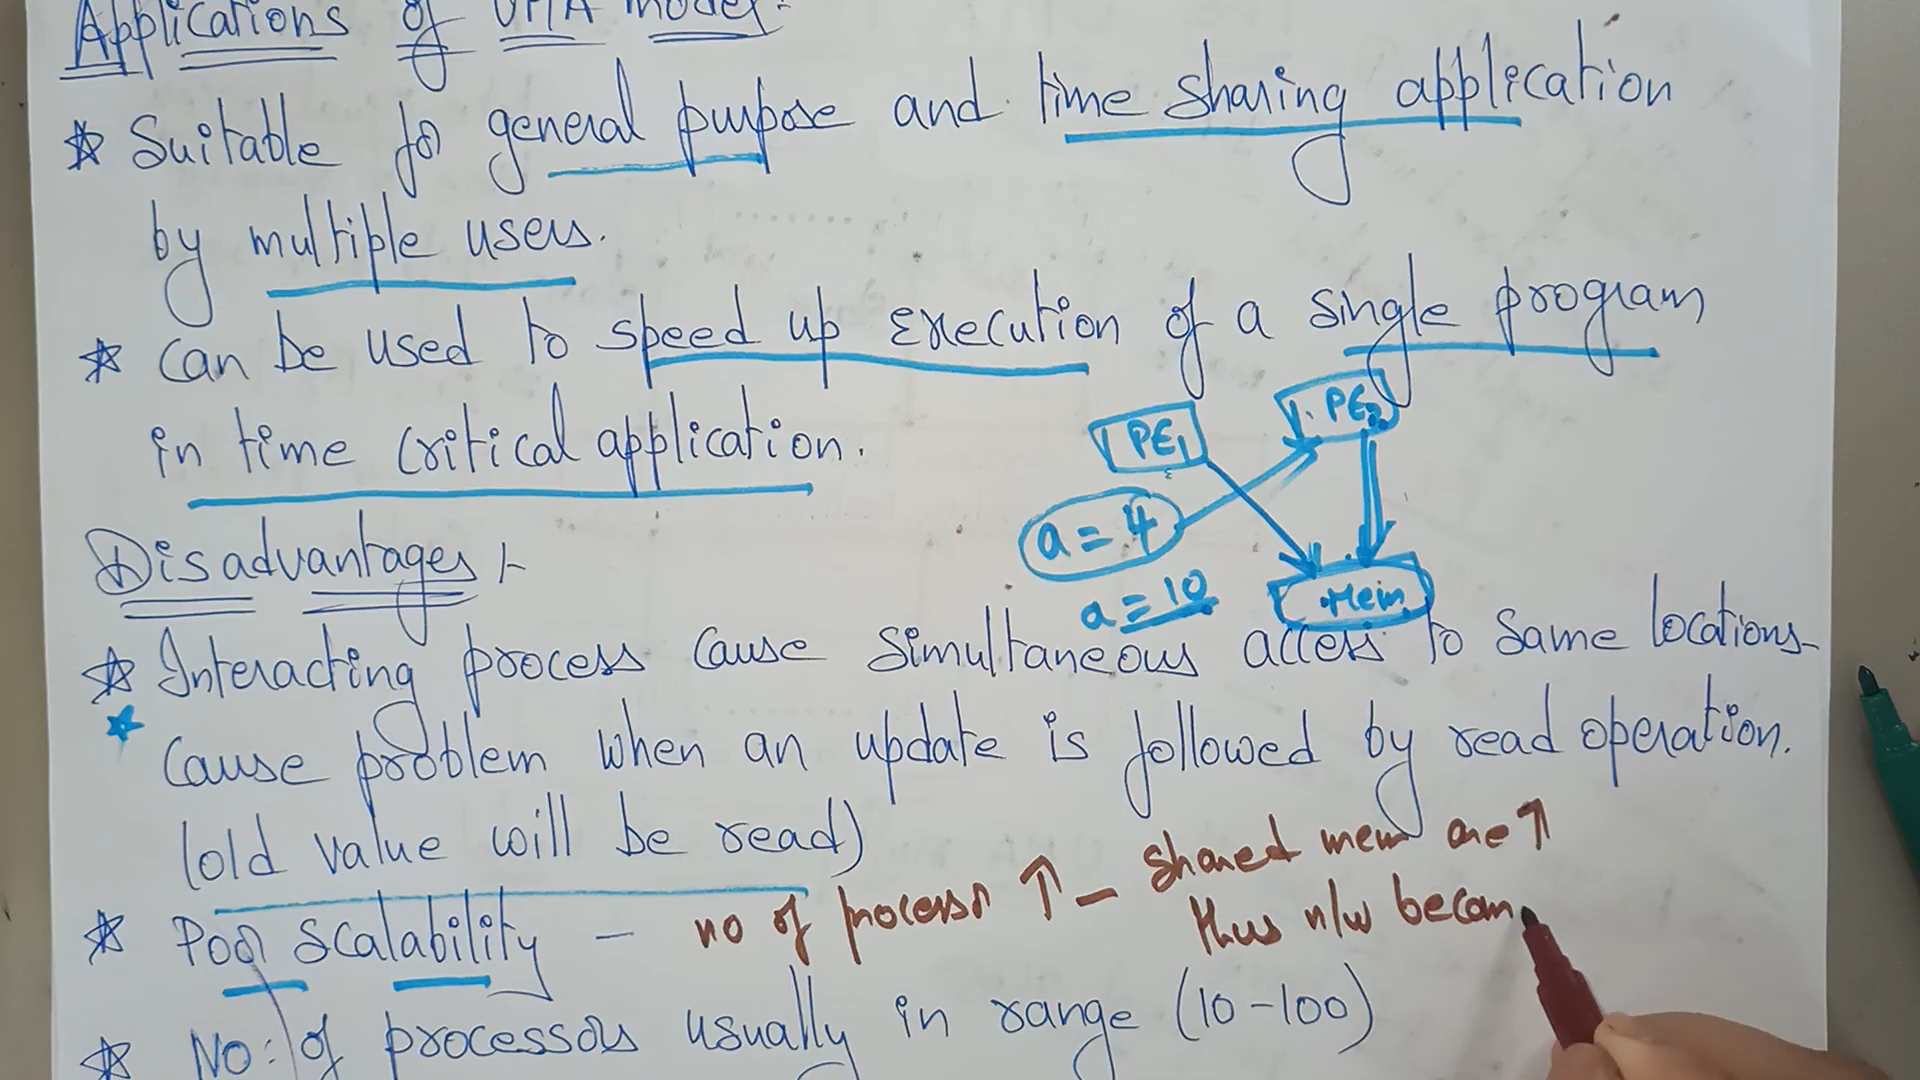 Applications of UMA model:
* Suitable for general purpose and time sharing application
by multiple users.
* Can be used to speed up execution of a single program
in time critical application.
PE1
PE2
a = 4
a = 10
Mem
Disadvantages :-
* Interacting process cause simultaneous access to same locations-
* Cause problem when an update is followed by read operation.
(old value will be read)
* Poor scalability - no of processor ↑ - shared mem are ↑
thus n/w becom
* No: of processors usually in range (10-100)